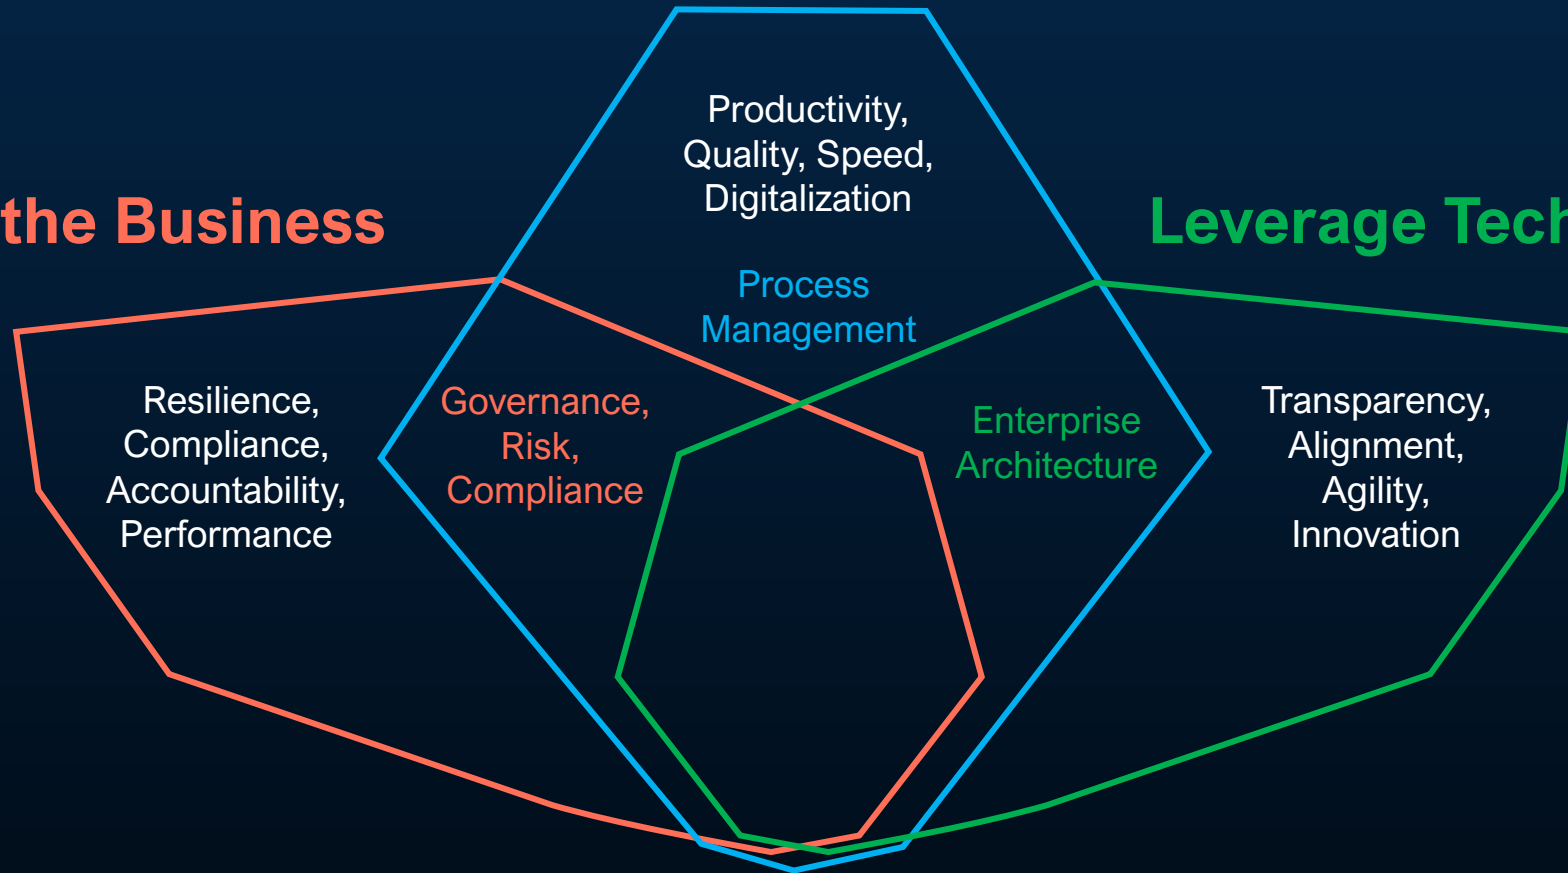 Productivity,
Quality, Speed,
Digitalization
the Business
Leverage Tech
Process
Management
Resilience,
Compliance,
Accountability,
Performance
Governance,
Risk,
Compliance
Enterprise
Architecture
Transparency,
Alignment,
Agility,
Innovation